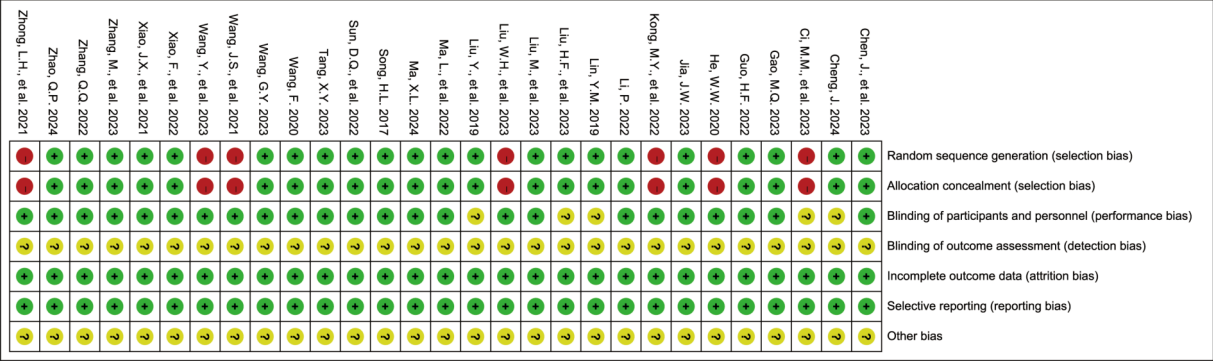 Zhong, L.H., et al. 2021
Zhao, Q.P. 2024
Zhang, Q.Q. 2022
Zhang, M., et al. 2023
Xiao, J.X., et al. 2021
Xiao, F., et al. 2022
Wang, Y., et al. 2023
Wang, J.S., et al. 2021
Wang, G.Y. 2023
Wang, F. 2020
Tang, X.Y. 2023
Sun, D.Q., et al. 2022
Song, H.L. 2017
Ma, X.L. 2024
Ma, L., et al. 2022
Liu, Y., et al. 2019
Liu, W.H., et al. 2023
Liu, M., et al. 2023
Liu, H.F., et al. 2023
Lin, Y.M. 2019
Li, P. 2022
Kong, M.Y., et al. 2022
Jia, J.W. 2023
He, W.W. 2020
Guo, H.F. 2022
Gao, M.Q. 2023
Ci, M.M., et al. 2023
Cheng, J. 2024
Chen, J., et al. 2023
- + + + + + - - + + + + + + + + - + + + + - + - + + - + + Random sequence generation (selection bias)
- + + + + + - - + + + + + + + + - + + + + - + - + + - + + Allocation concealment (selection bias)
+ + + + + + + + + + + + + + + ? + + ? ? + + + + + + ? ? + Blinding of participants and personnel (performance bias)
? ? ? ? ? ? ? ? ? ? ? ? ? ? ? ? ? ? ? ? ? ? ? ? ? ? ? ? ? Blinding of outcome assessment (detection bias)
+ + + + + + + + + + + + + + + + + + + + + + + + + + + + + Incomplete outcome data (attrition bias)
+ + + + + + + + + + + + + + + + + + + + + + + + + + + + + Selective reporting (reporting bias)
? ? ? ? ? ? ? ? ? ? ? ? ? ? ? ? ? ? ? ? ? ? ? ? ? ? ? ? ? Other bias